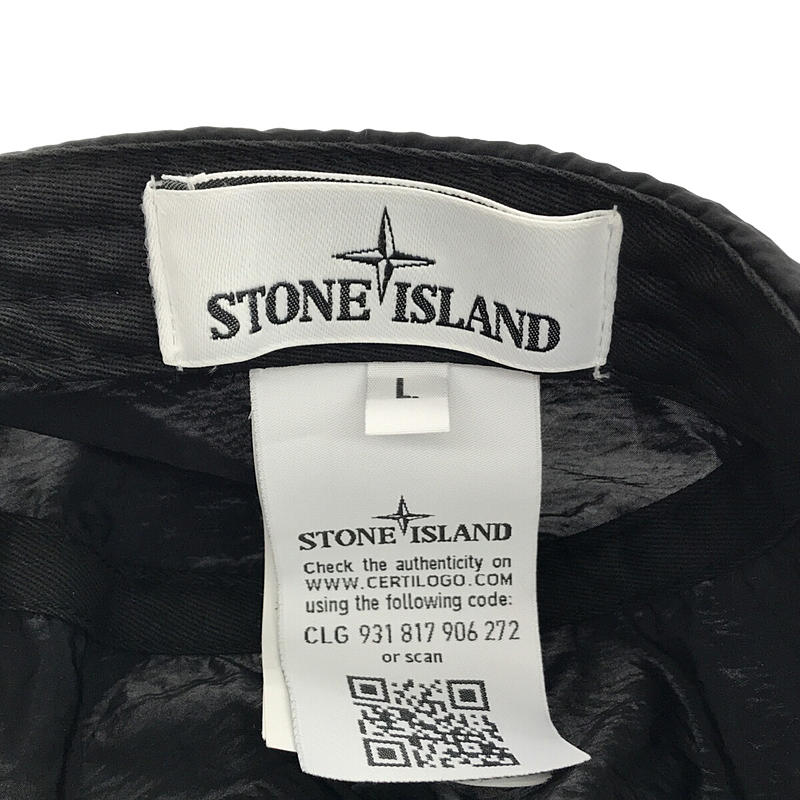 STONE ISLAND
L
STONE ISLAND
Check the authenticity on
WWW.CERTILOGO.COM
using the following code:
CLG 931 817 906 272
or scan